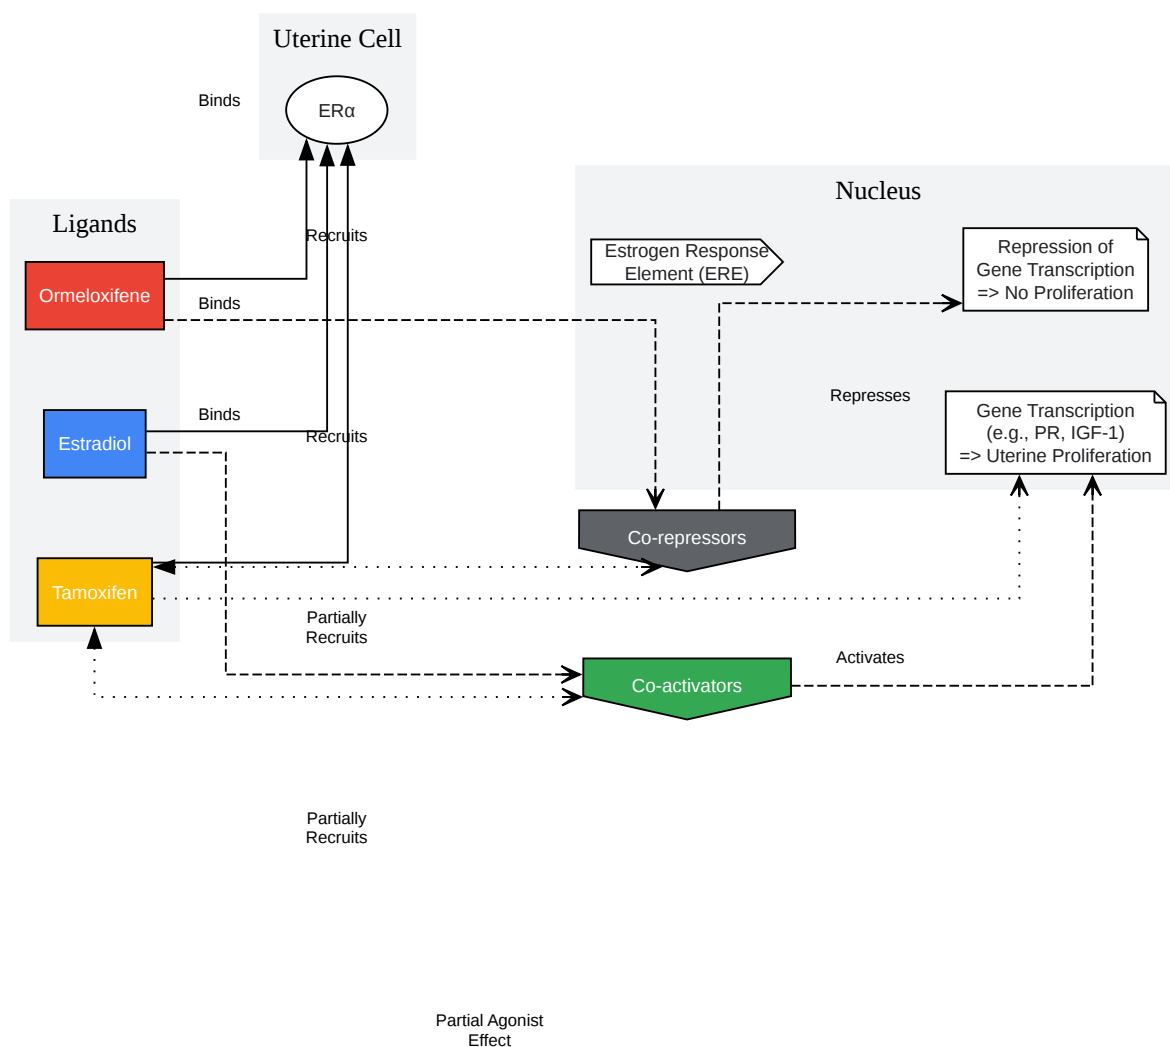 Uterine Cell
Binds
ERα
Nucleus
Ligands
Recruits
Estrogen Response
Element (ERE)
Repression of
Gene Transcription
=> No Proliferation
Ormeloxifene
Binds
Represses
Gene Transcription
(e.g., PR, IGF-1)
=> Uterine Proliferation
Binds
Recruits
Estradiol
Co-repressors
Tamoxifen
Partially
Recruits
Activates
Co-activators
Partially
Recruits
Partial Agonist
Effect